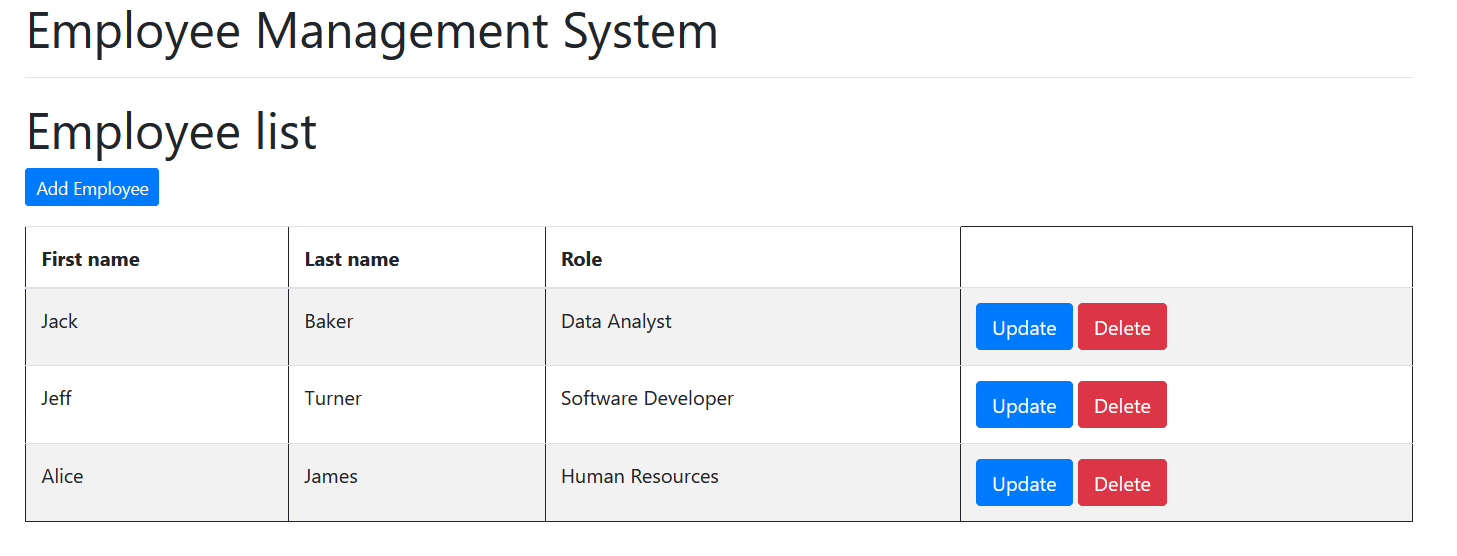 Employee Management System
Employee list
Add Employee
First name Last name Role
Jack Baker Data Analyst Update Delete
Jeff Turner Software Developer Update Delete
Alice James Human Resources Update Delete